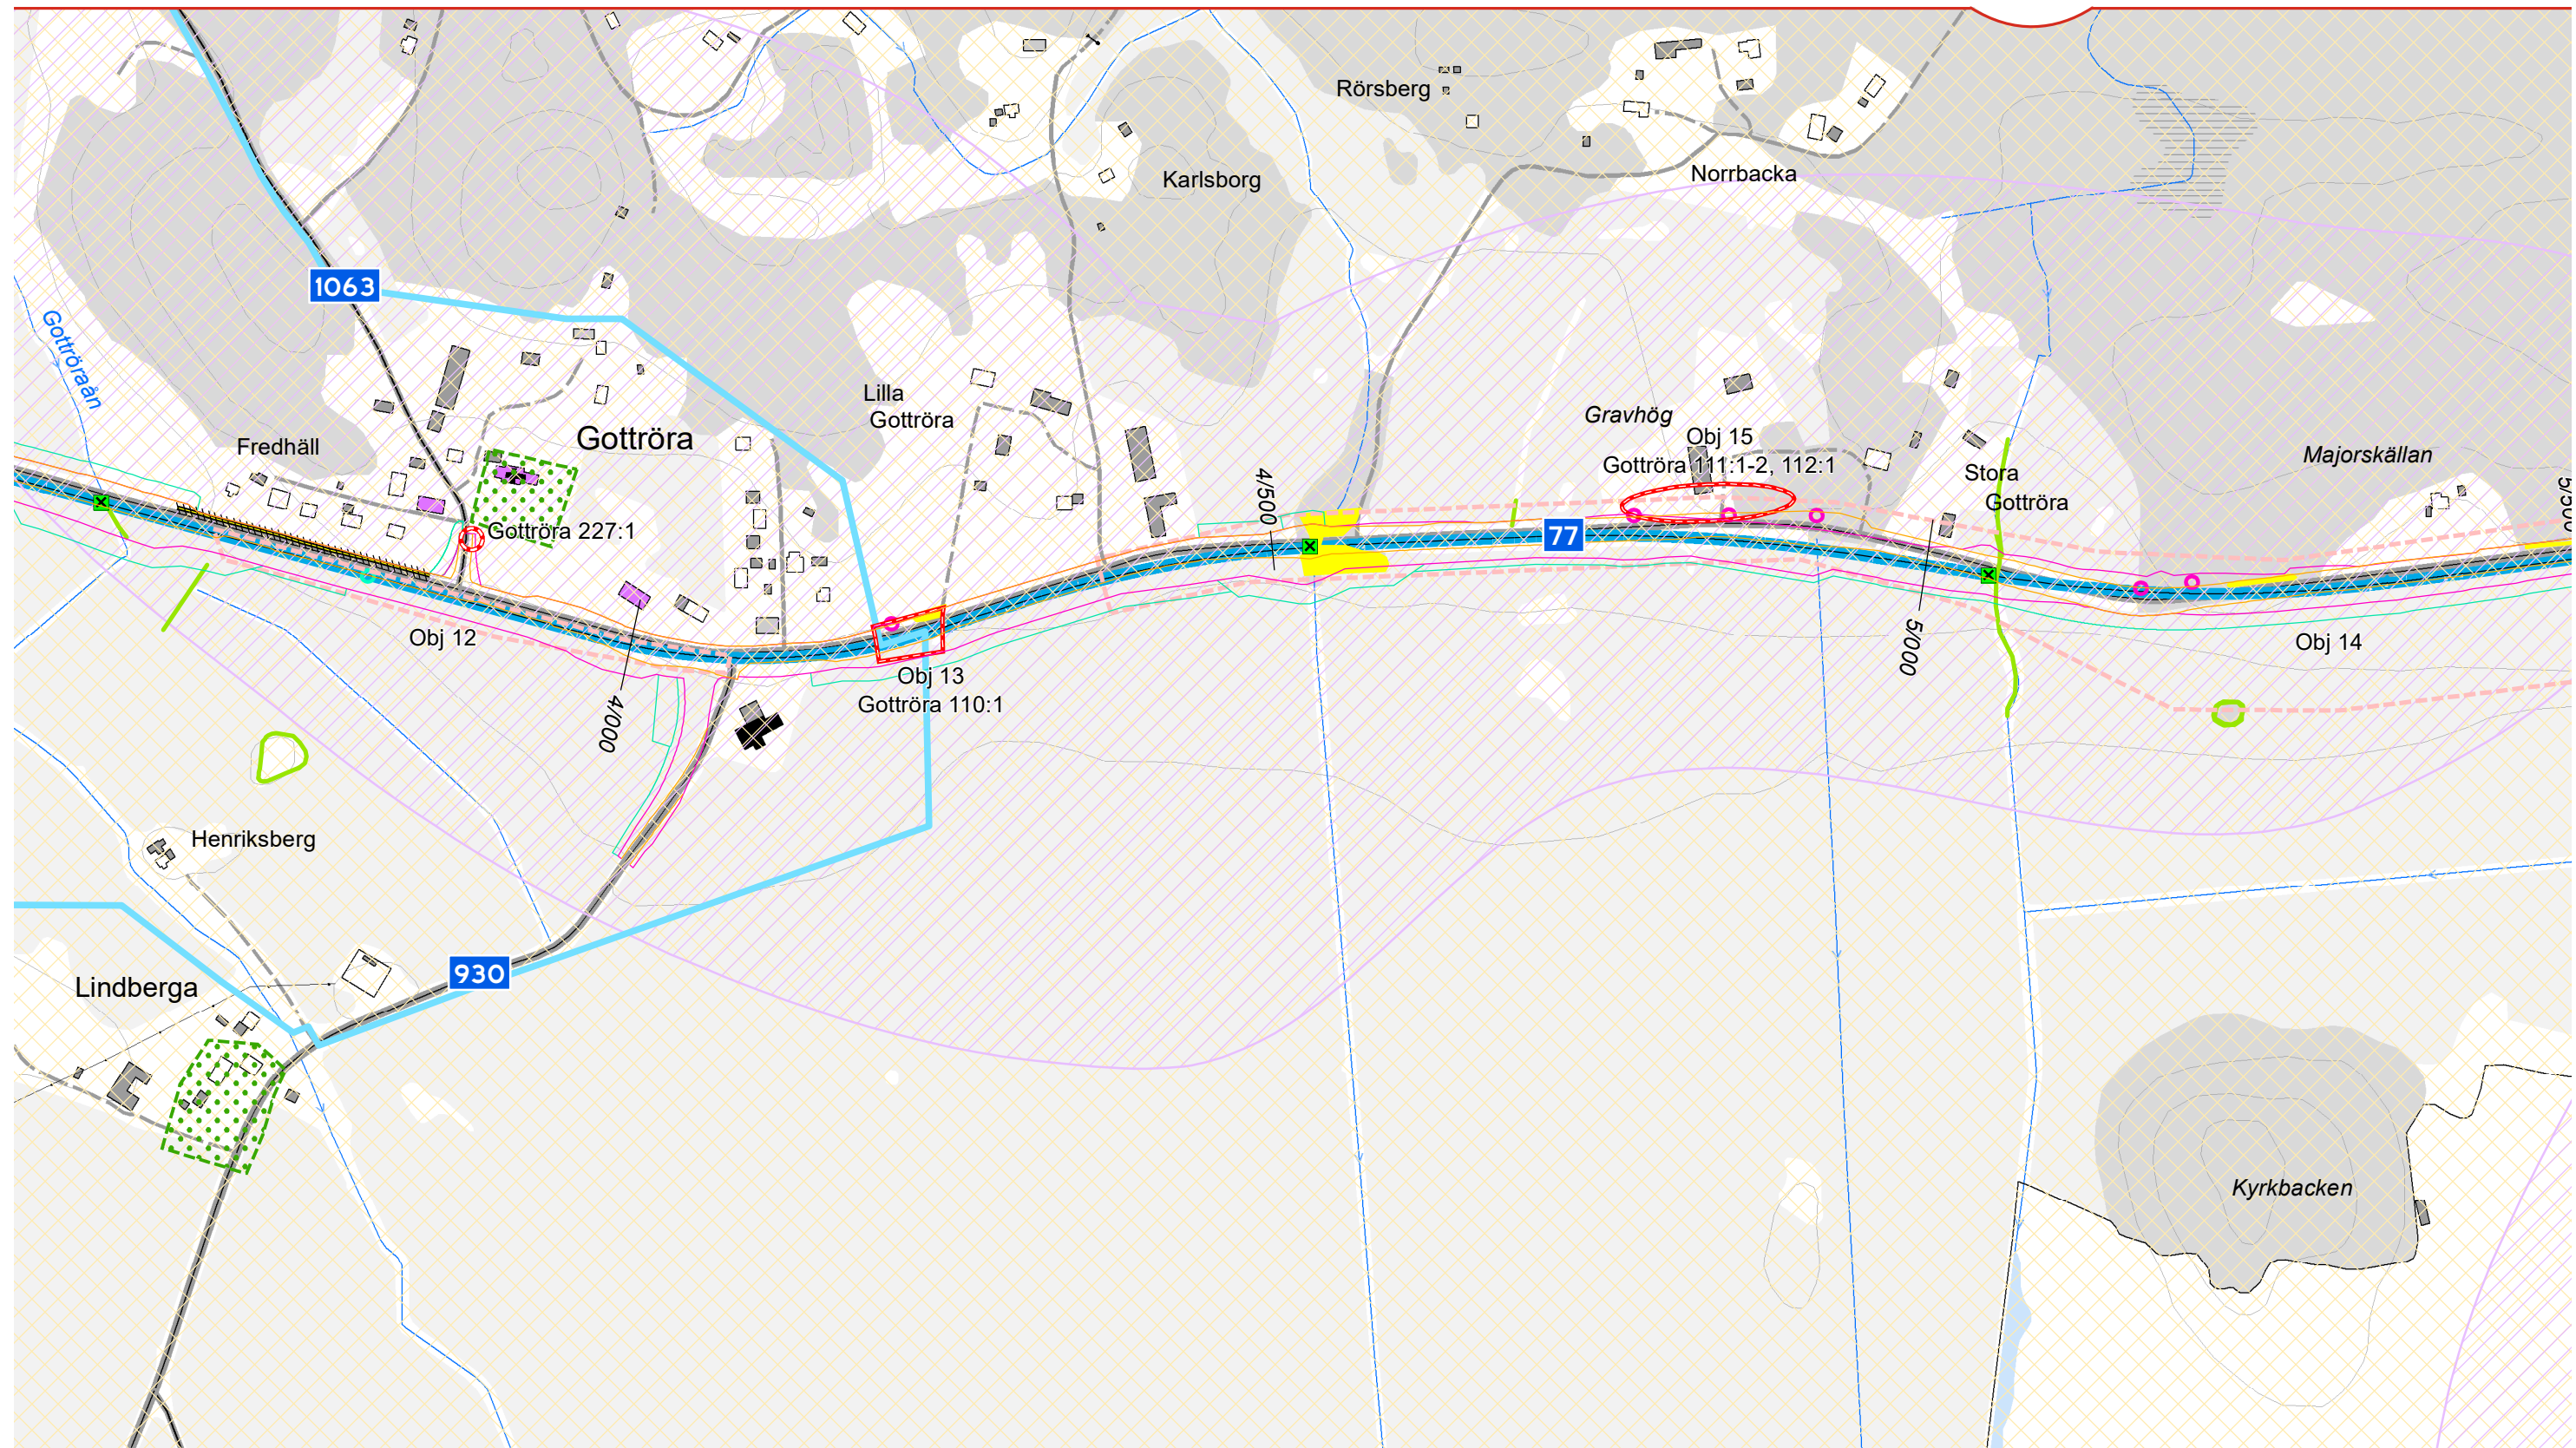 Rörsberg
Norrbacka
Karlsborg
1063
Gottröraån
Lilla
Gottröra
Gravhög
Obj 15
Gottröra 111:1-2, 112:1
Fredhäll
Gottröra
Gottröra 227:1
4/500
77
Stora
Gottröra
Majorskällan
Obj 12
4/000
Obj 13
Gottröra 110:1
5/000
Obj 14
Henriksberg
930
Lindberga
Kyrkbacken